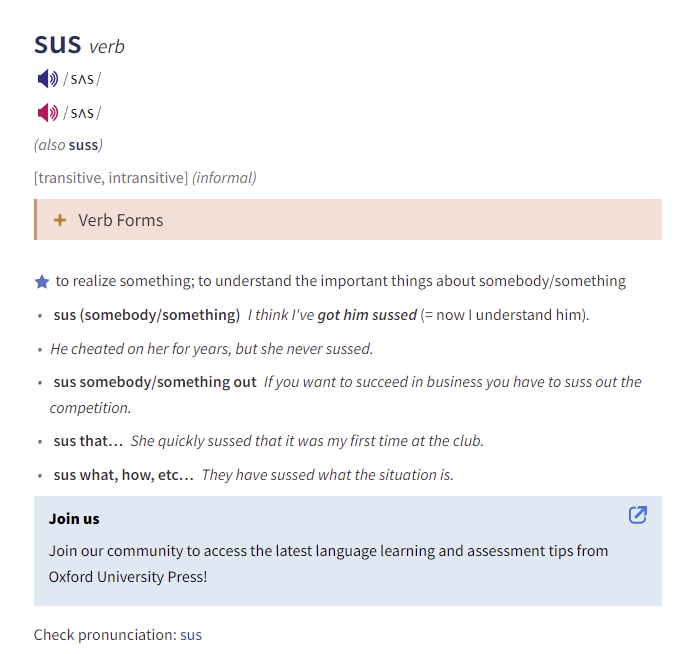 sus verb
/sʌs/
/sʌs/
(also suss)
[transitive, intransitive] (informal)
+ Verb Forms
to realize something; to understand the important things about somebody/something
• sus (somebody/something) I think I've got him sussed (= now I understand him).
• He cheated on her for years, but she never sussed.
• sus somebody/something out If you want to succeed in business you have to suss out the
competition.
• sus that… She quickly sussed that it was my first time at the club.
• sus what, how, etc… They have sussed what the situation is.
Join us
Join our community to access the latest language learning and assessment tips from
Oxford University Press!
Check pronunciation: sus